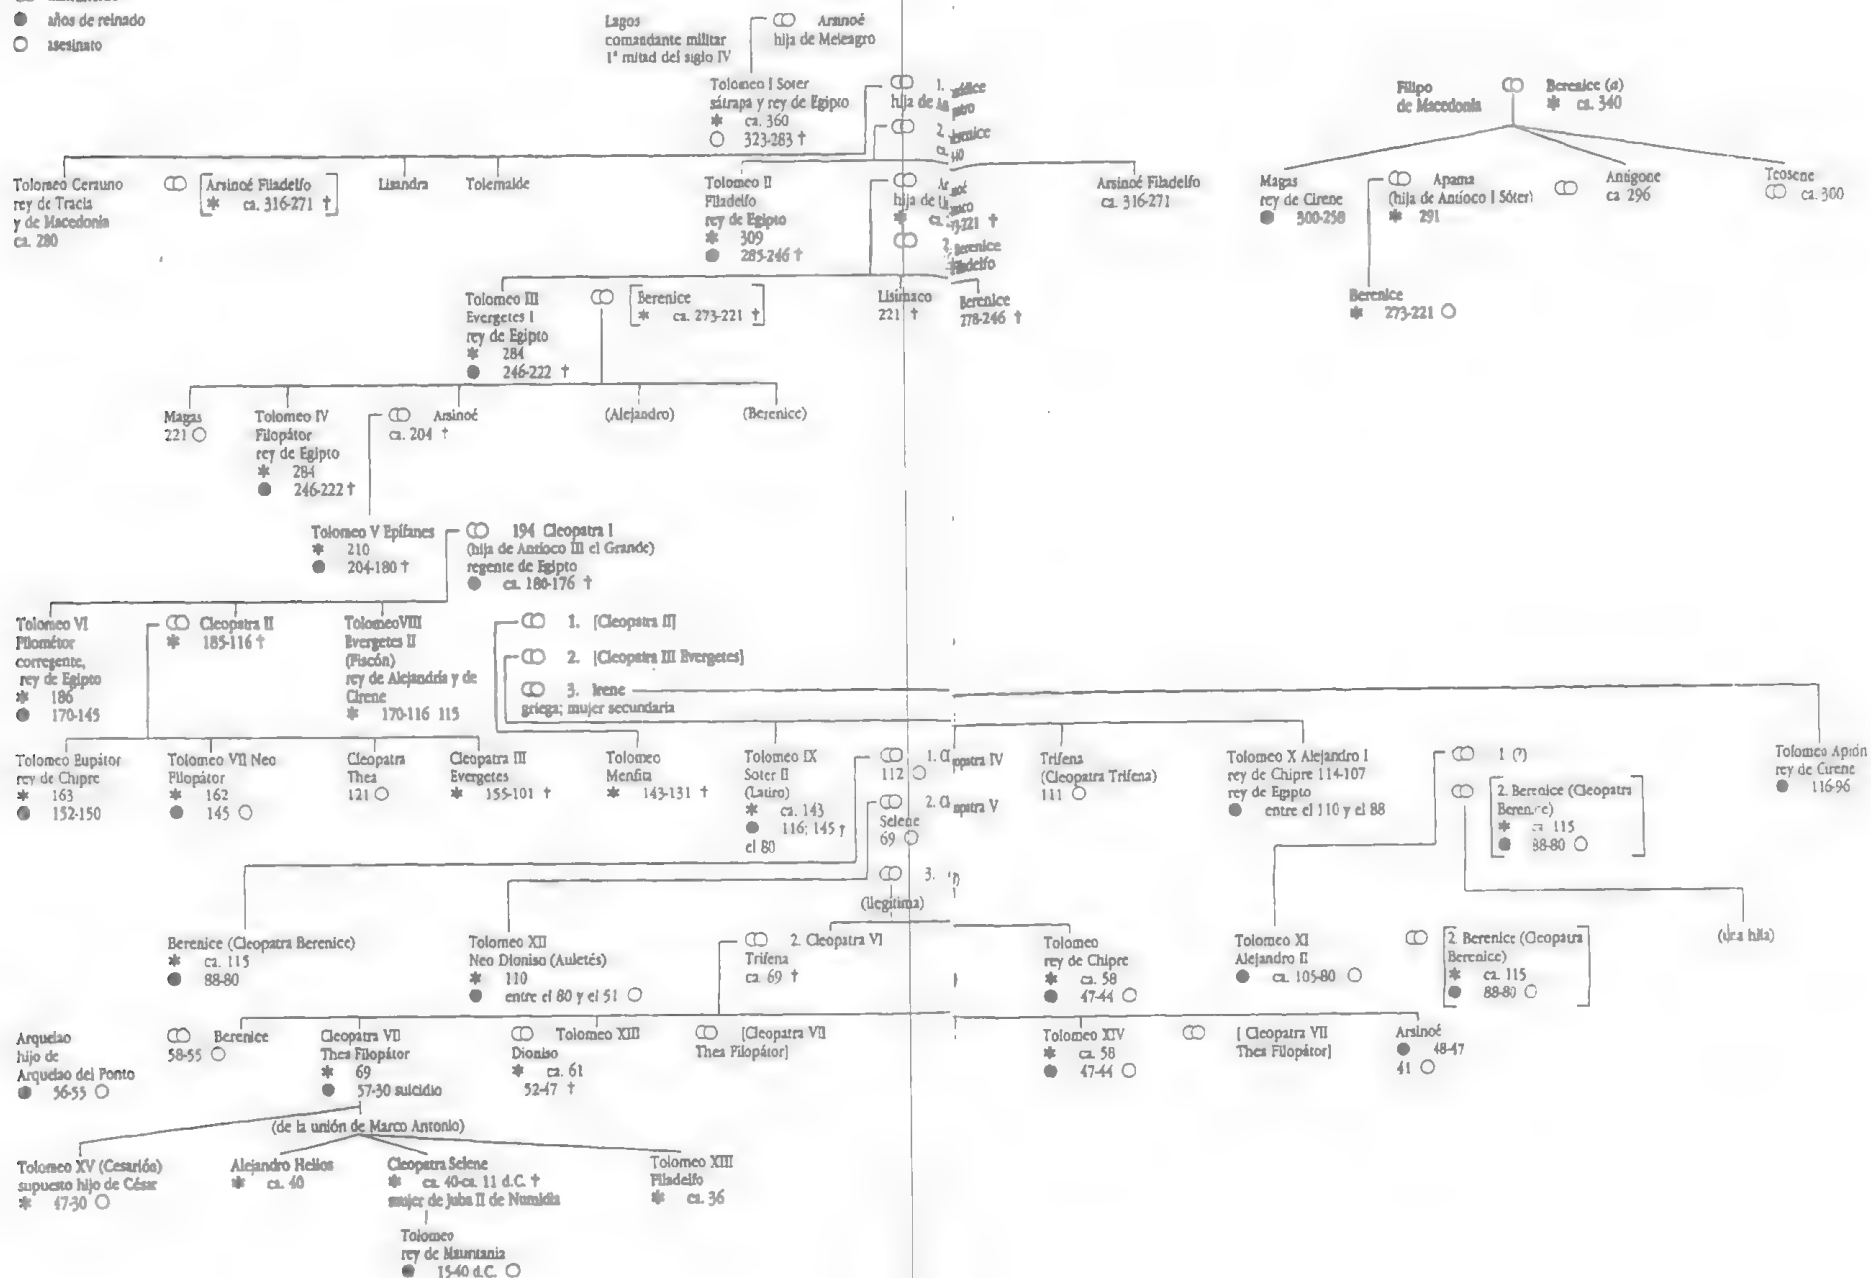 años de reinado
asesinato
Lagos
comandante militar
1ª mitad del siglo IV
Arsinoé
hija de Meleagro
Tolomeo I Soter
sátrapa y rey de Egipto
* ca. 360
323-283 †
1.
hija de
2.
Filipo
de Macedonia
Berenice (a)
* ca. 340
Tolomeo Cerauno
rey de Tracia
y de Macedonia
ca. 280
[Arsinoé Filadelfo
* ca. 316-271 †]
Lisandra
Tolemaide
Tolomeo II
Filadelfo
rey de Egipto
* 309
285-246 †
hija de
2. Berenice
Arsinoé Filadelfo
ca. 316-271
Magas
rey de Cirene
300-258
Apama
(hija de Antíoco I Sóter)
* 291
Antígone
ca 296
Teosene
ca. 300
Tolomeo III
Evergetes I
rey de Egipto
* 284
246-222 †
[Berenice
* ca. 273-221 †]
Lisímaco
221 †
Berenice
278-246 †
Berenice
* 273-221
Magas
221
Tolomeo IV
Filopátor
rey de Egipto
* 284
246-222 †
Arsinoé
ca. 204 †
(Alejandro)
(Berenice)
Tolomeo V Epífanes
* 210
204-180 †
194 Cleopatra I
(hija de Antíoco III el Grande)
regente de Egipto
ca. 180-176 †
Tolomeo VI
Filométor
corregente,
rey de Egipto
* 186
170-145
Cleopatra II
* 185-116 †
TolomeoVIII
Evergetes II
(Fiscón)
rey de Alejandría y de
Cirene
* 170-116 115
1. [Cleopatra II]
2. [Cleopatra III Evergetes]
3. Irene
griega; mujer secundaria
Tolomeo Eupátor
rey de Chipre
* 163
152-150
Tolomeo VII Neo
Filopátor
* 162
145
Cleopatra
Thea
121
Cleopatra III
Evergetes
* 155-101 †
Tolomeo
Menfita
* 143-131 †
Tolomeo IX
Soter II
(Latiro)
* ca. 143
116; 145 †
el 80
1. Cleopatra IV
112
2. Cleopatra V
Selene
69
3.
(ilegítima)
Trifena
(Cleopatra Trifena)
111
Tolomeo X Alejandro I
rey de Chipre 114-107
rey de Egipto
entre el 110 y el 88
1 (?)
[2. Berenice (Cleopatra
Berenice)
* ca 115
88-80]
Tolomeo Apión
rey de Cirene
116-96
Berenice (Cleopatra Berenice)
* ca. 115
88-80
Tolomeo XII
Neo Dioniso (Auletés)
* 110
entre el 80 y el 51
2. Cleopatra VI
Trifena
ca. 69 †
Tolomeo
rey de Chipre
* ca. 58
47-44
Tolomeo XI
Alejandro II
ca. 105-80
[2. Berenice (Cleopatra
Berenice)
* ca. 115
88-80]
(una hija)
Arquelao
hijo de
Arquelao del Ponto
56-55
Berenice
58-55
Cleopatra VII
Thea Filopátor
* 69
57-30 suicidio
Tolomeo XIII
Dioniso
* ca. 61
52-47 †
[Cleopatra VII
Thea Filopátor]
Tolomeo XIV
* ca. 58
47-44
[ Cleopatra VII
Thea Filopátor]
Arsinoé
48-47
41
(de la unión de Marco Antonio)
Tolomeo XV (Cesarión)
supuesto hijo de César
* 47-30
Alejandro Helios
* ca. 40
Cleopatra Selene
* ca. 40-ca. 11 d.C. †
mujer de Juba II de Numidia
Tolomeo XIII
Filadelfo
* ca. 36
Tolomeo
rey de Mauritania
15-40 d.C.